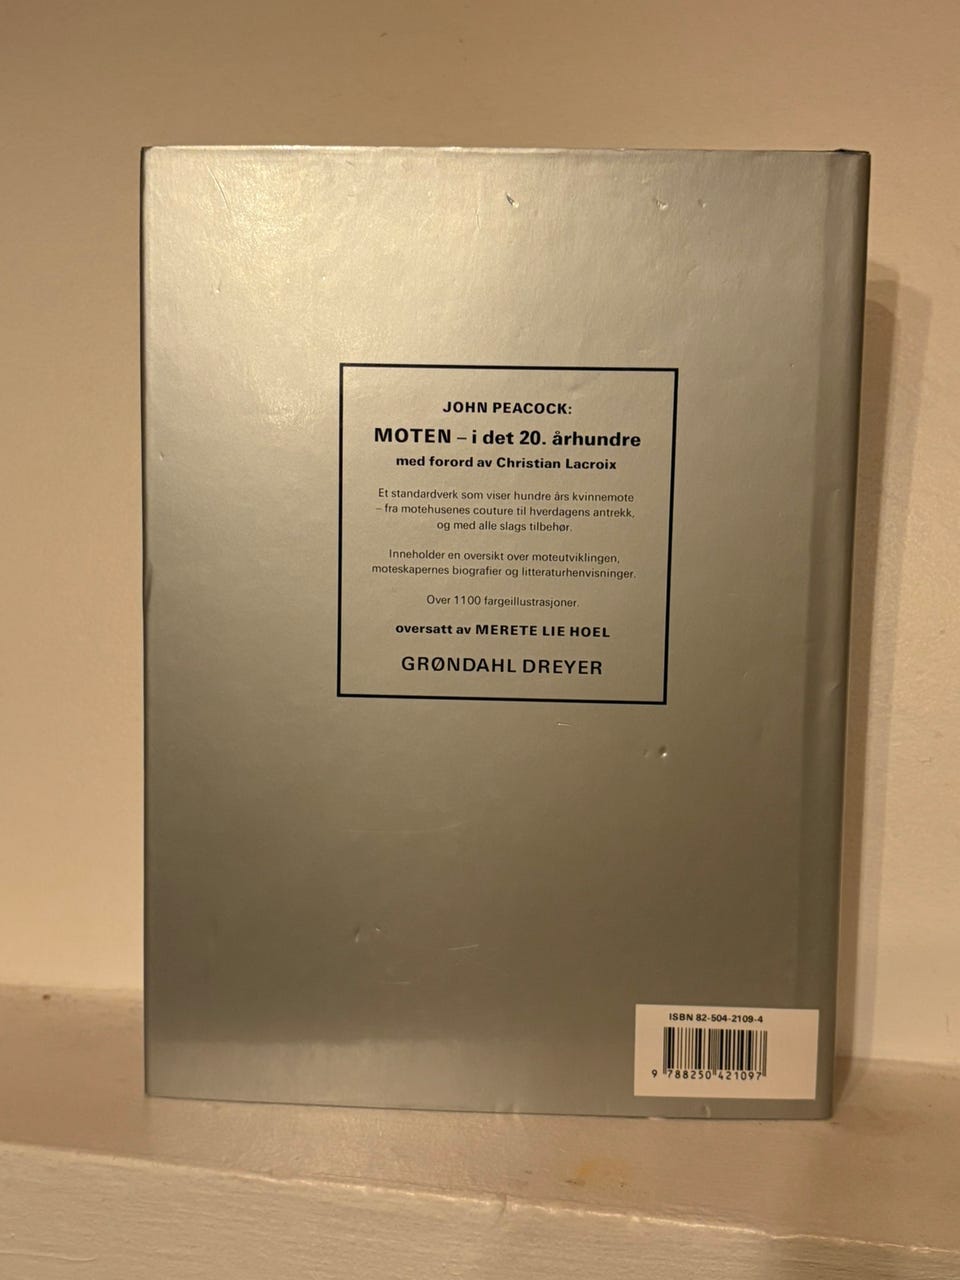 JOHN PEACOCK:
MOTEN – i det 20. århundre
med forord av Christian Lacroix
Et standardverk som viser hundre års kvinnemote
– fra motehusenes couture til hverdagens antrekk,
og med alle slags tilbehør.
Inneholder en oversikt over moteutviklingen,
moteskapernes biografier og litteraturhenvisninger.
Over 1100 fargeillustrasjoner.
oversatt av MERETE LIE HOEL
GRØNDAHL DREYER
ISBN 82-504-2109-4
9 788250 421097